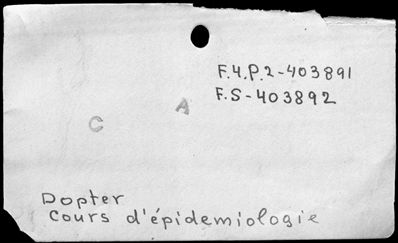 F.4.P.2-403891
F.S-403892
C A
Dopter
Cours d'épidemiologie